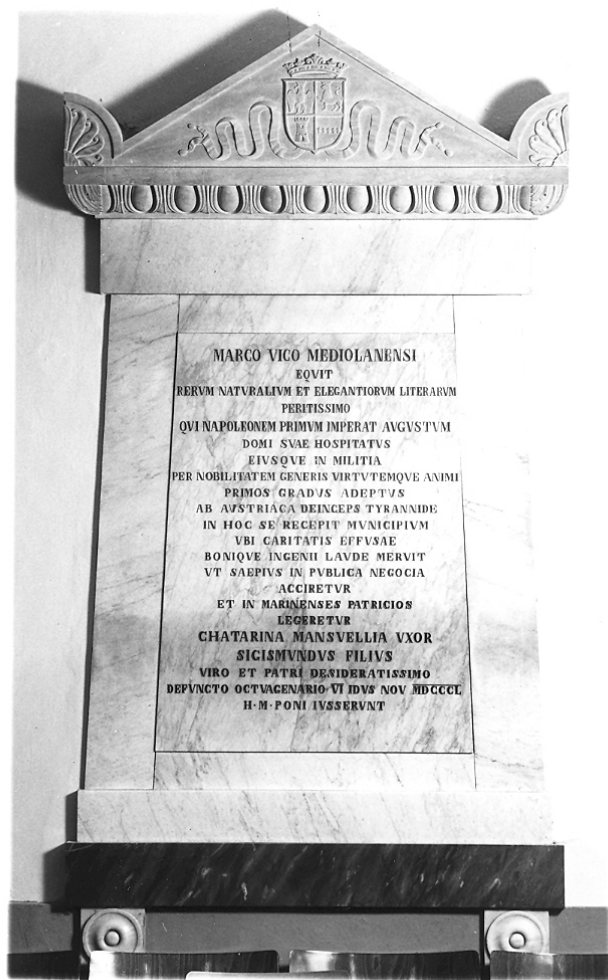 MARCO VICO MEDIOLANENSI
EQVIT
RERVM NATVRALIVM ET ELEGANTIORVM LITERARVM
PERITISSIMO
QVI NAPOLEONEM PRIMVM IMPERAT AVGVSTVM
DOMI SVAE HOSPITATVS
EIVSQVE IN MILITIA
PER NOBILITATEM GENERIS VIRTVTEMQVE ANIMI
PRIMOS GRADVS ADEPTVS
AB AVSTRIACA DEINCEPS TYRANNIDE
IN HOC SE RECEPIT MVNICIPIVM
VBI CARITATIS EFFVSAE
BONIQVE INGENII LAVDE MERVIT
VT SAEPIVS IN PVBLICA NEGOCIA
ACCIRETVR
ET IN MARINENSES PATRICIOS
LEGERETVR
CHATARINA MANSVELLIA VXOR
SIGISMVNDVS FILIVS
VIRO ET PATRI DESIDERATISSIMO
DEFVNCTO OCTVAGENARIO VI IDVS NOV MDCCCL
H·M·PONI IVSSERVNT